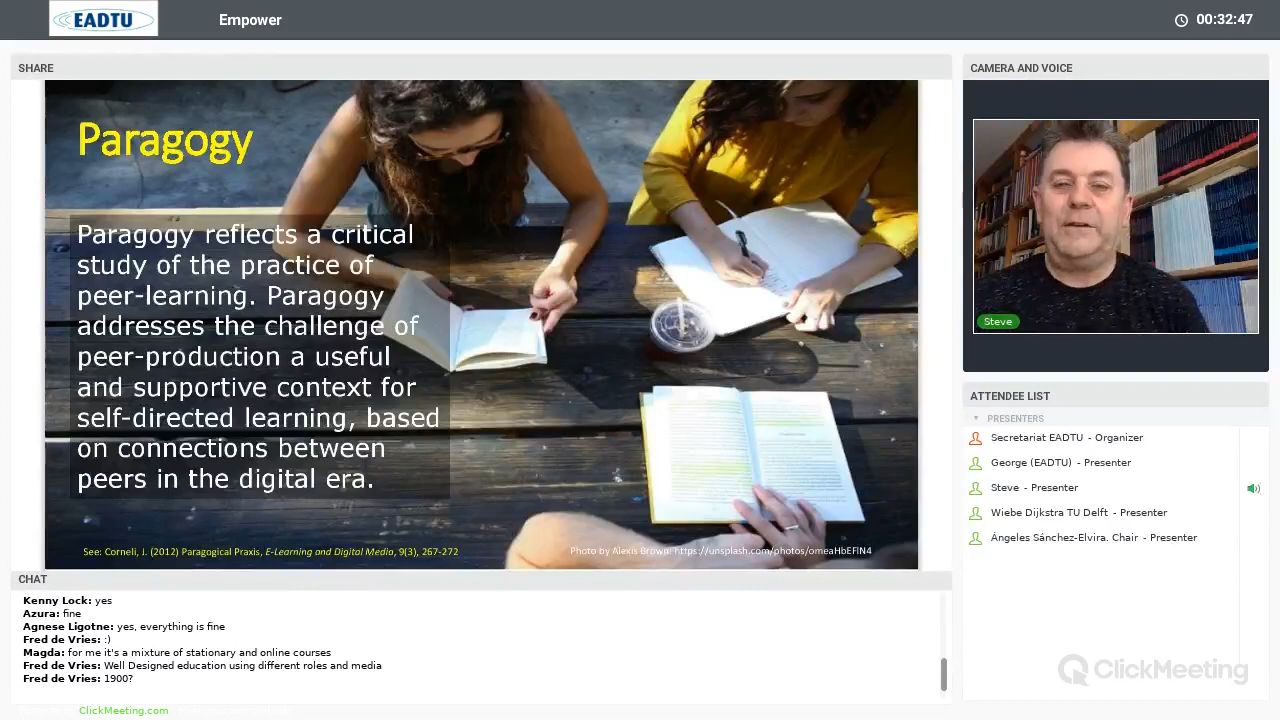 EADTU
Empower
00:32:47
SHARE
CAMERA AND VOICE
Paragogy
Paragogy reflects a critical
study of the practice of
peer-learning. Paragogy
addresses the challenge of
peer-production a useful
and supportive context for
self-directed learning, based
on connections between
peers in the digital era.
See: Corneli, J. (2012) Paragogical Praxis, E-Learning and Digital Media, 9(3), 267-272
Photo by Alexis Brown: https://unsplash.com/photos/omeaHbEFlN4
Steve
ATTENDEE LIST
PRESENTERS
Secretariat EADTU - Organizer
George (EADTU) - Presenter
Steve - Presenter
Wiebe Dijkstra TU Delft - Presenter
Ángeles Sánchez-Elvira. Chair - Presenter
CHAT
Kenny Lock: yes
Azura: fine
Agnese Ligotne: yes, everything is fine
Fred de Vries: :)
Magda: for me it's a mixture of stationary and online courses
Fred de Vries: Well Designed education using different roles and media
Fred de Vries: 1900?
ClickMeeting
ClickMeeting.com